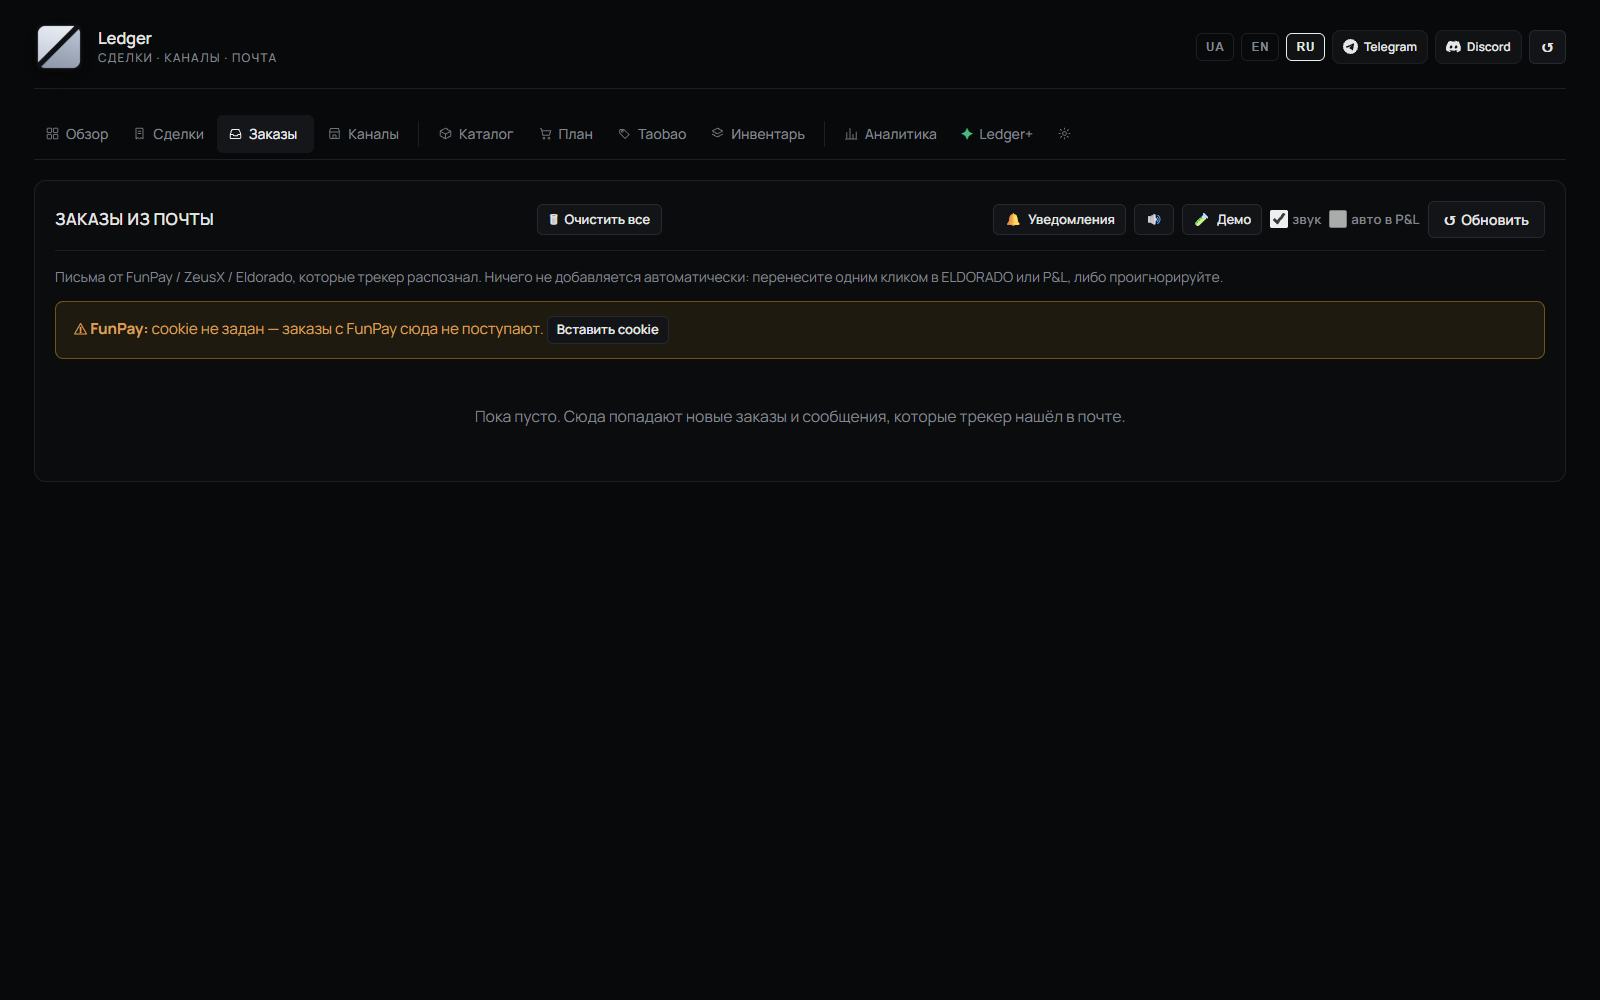 Ledger
СДЕЛКИ · КАНАЛЫ · ПОЧТА
UA EN RU Telegram Discord
Обзор Сделки Заказы Каналы Каталог План Taobao Инвентарь Аналитика Ledger+
ЗАКАЗЫ ИЗ ПОЧТЫ Очистить все Уведомления Демо звук авто в P&L Обновить
Письма от FunPay / ZeusX / Eldorado, которые трекер распознал. Ничего не добавляется автоматически: перенесите одним кликом в ELDORADO или P&L, либо проигнорируйте.
FunPay: cookie не задан — заказы с FunPay сюда не поступают. Вставить cookie
Пока пусто. Сюда попадают новые заказы и сообщения, которые трекер нашёл в почте.